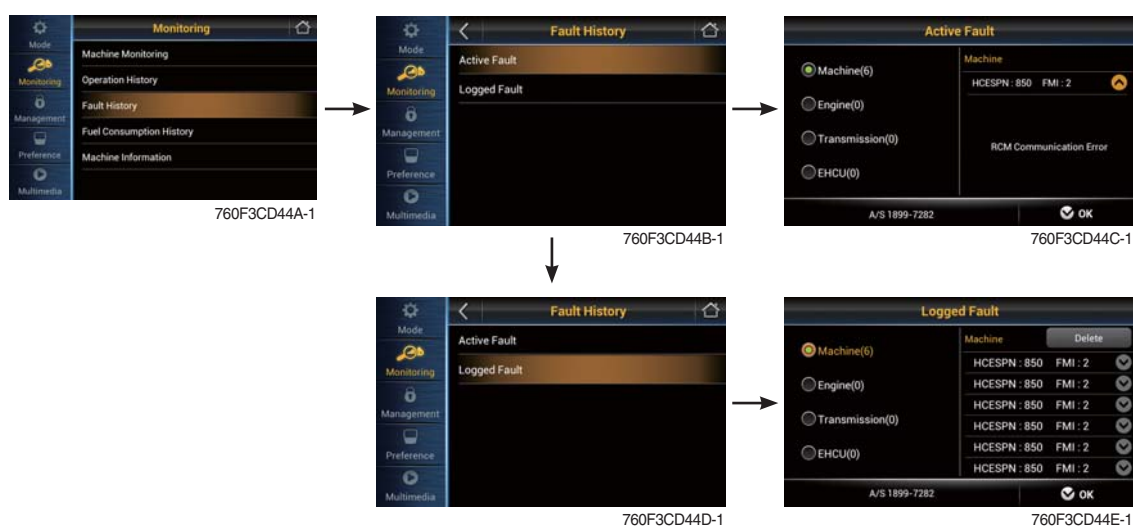 Monitoring
Mode
Monitoring
Management
Preference
Multimedia
Machine Monitoring
Operation History
Fault History
Fuel Consumption History
Machine Information
760F3CD44A-1
Fault History
Mode
Monitoring
Management
Preference
Multimedia
Active Fault
Logged Fault
760F3CD44B-1
Active Fault
Machine(6)
Engine(0)
Transmission(0)
EHCU(0)
Machine
HCESPN : 850 FMI : 2
RCM Communication Error
A/S 1899-7282
OK
760F3CD44C-1
Fault History
Mode
Monitoring
Management
Preference
Multimedia
Active Fault
Logged Fault
760F3CD44D-1
Logged Fault
Machine(6)
Engine(0)
Transmission(0)
EHCU(0)
Machine Delete
HCESPN : 850 FMI : 2
HCESPN : 850 FMI : 2
HCESPN : 850 FMI : 2
HCESPN : 850 FMI : 2
HCESPN : 850 FMI : 2
HCESPN : 850 FMI : 2
A/S 1899-7282
OK
760F3CD44E-1